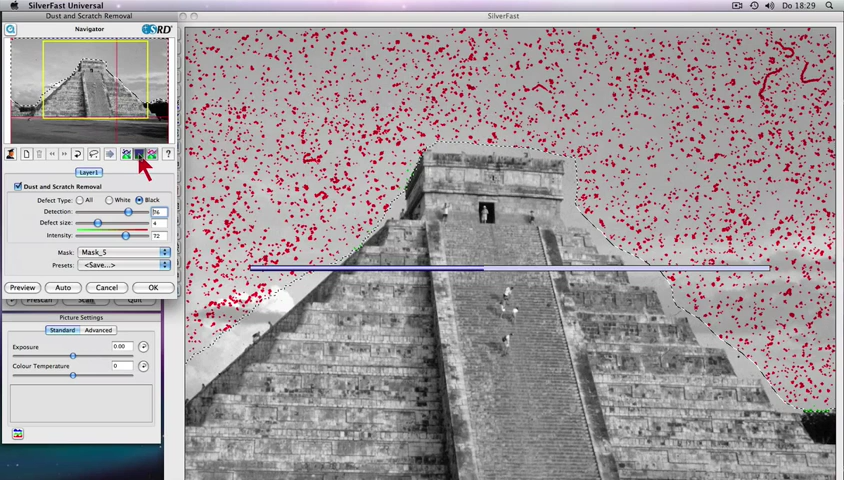 SilverFast Universal
Do 18:29
Dust and Scratch Removal
SilverFast
Navigator
SRD
?
Layer1
Dust and Scratch Removal
Defect Type: All White Black
Detection: 76
Defect size: 4
Intensity: 72
Mask: Mask_5
Presets: <Save...>
Preview Auto Cancel OK
Prescan Scan Quit
Picture Settings
Standard Advanced
Exposure 0.00
Colour Temperature 0